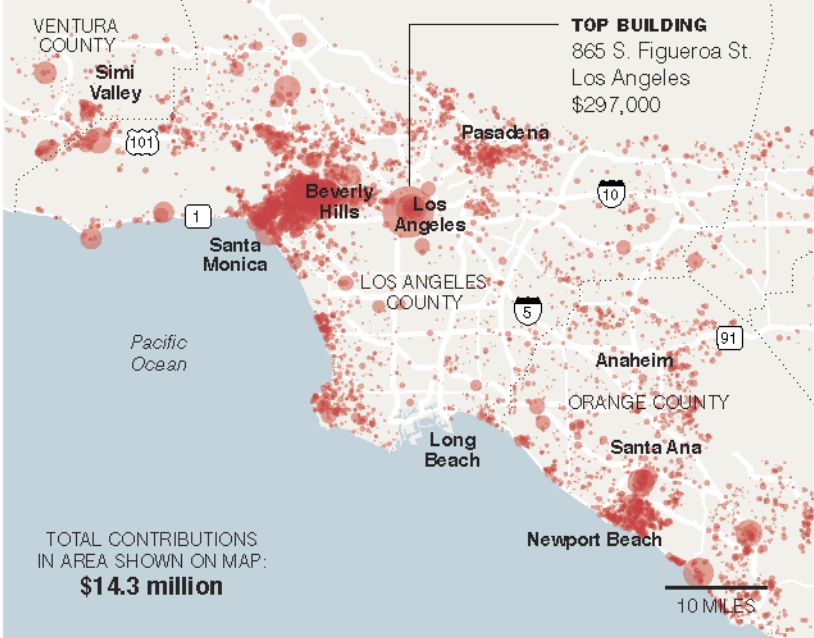 VENTURA
COUNTY
TOP BUILDING
865 S. Figueroa St.
Los Angeles
$297,000
Simi
Valley
101
Pasadena
Beverly
Hills
10
Los
Angeles
1
Santa
Monica
LOS ANGELES
COUNTY
5
91
Pacific
Ocean
Anaheim
ORANGE COUNTY
Long
Beach
Santa Ana
Newport Beach
TOTAL CONTRIBUTIONS
IN AREA SHOWN ON MAP:
$14.3 million
10 MILES